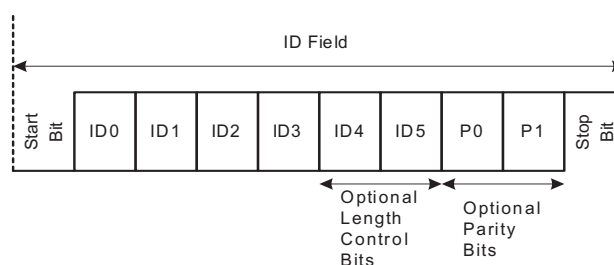 ID Field
Start
Bit
ID0
ID1
ID2
ID3
ID4
ID5
P0
P1
Stop
Bit
Optional
Length
Control
Bits
Optional
Parity
Bits